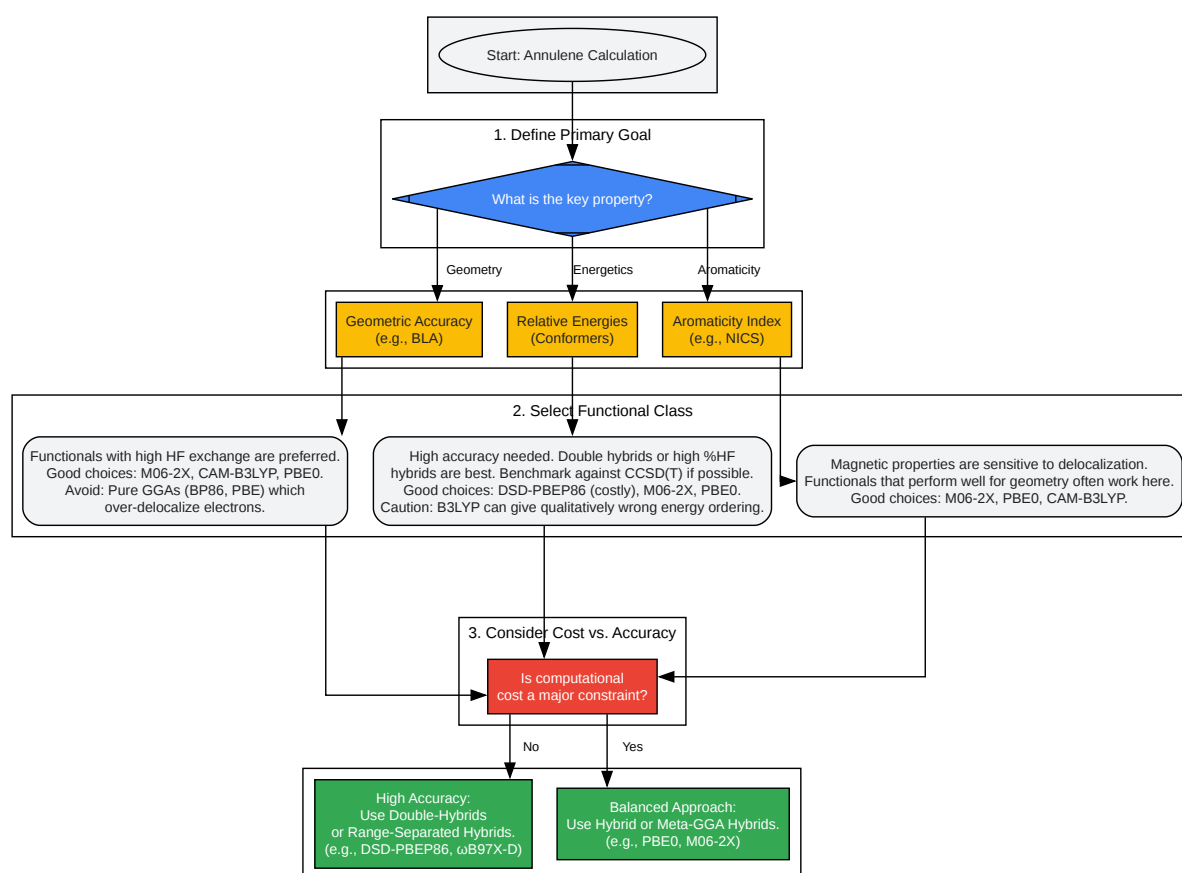 Start: Annulene Calculation
1. Define Primary Goal
What is the key property?
Geometry
Energetics
Aromaticity
Geometric Accuracy
(e.g., BLA)
Relative Energies
(Conformers)
Aromaticity Index
(e.g., NICS)
2. Select Functional Class
Functionals with high HF exchange are preferred.
Good choices: M06-2X, CAM-B3LYP, PBE0.
Avoid: Pure GGAs (BP86, PBE) which
over-delocalize electrons.
High accuracy needed. Double hybrids or high %HF
hybrids are best. Benchmark against CCSD(T) if possible.
Good choices: DSD-PBEP86 (costly), M06-2X, PBE0.
Caution: B3LYP can give qualitatively wrong energy ordering.
Magnetic properties are sensitive to delocalization.
Functionals that perform well for geometry often work here.
Good choices: M06-2X, PBE0, CAM-B3LYP.
3. Consider Cost vs. Accuracy
Is computational
cost a major constraint?
No
Yes
High Accuracy:
Use Double-Hybrids
or Range-Separated Hybrids.
(e.g., DSD-PBEP86, ωB97X-D)
Balanced Approach:
Use Hybrid or Meta-GGA Hybrids.
(e.g., PBE0, M06-2X)